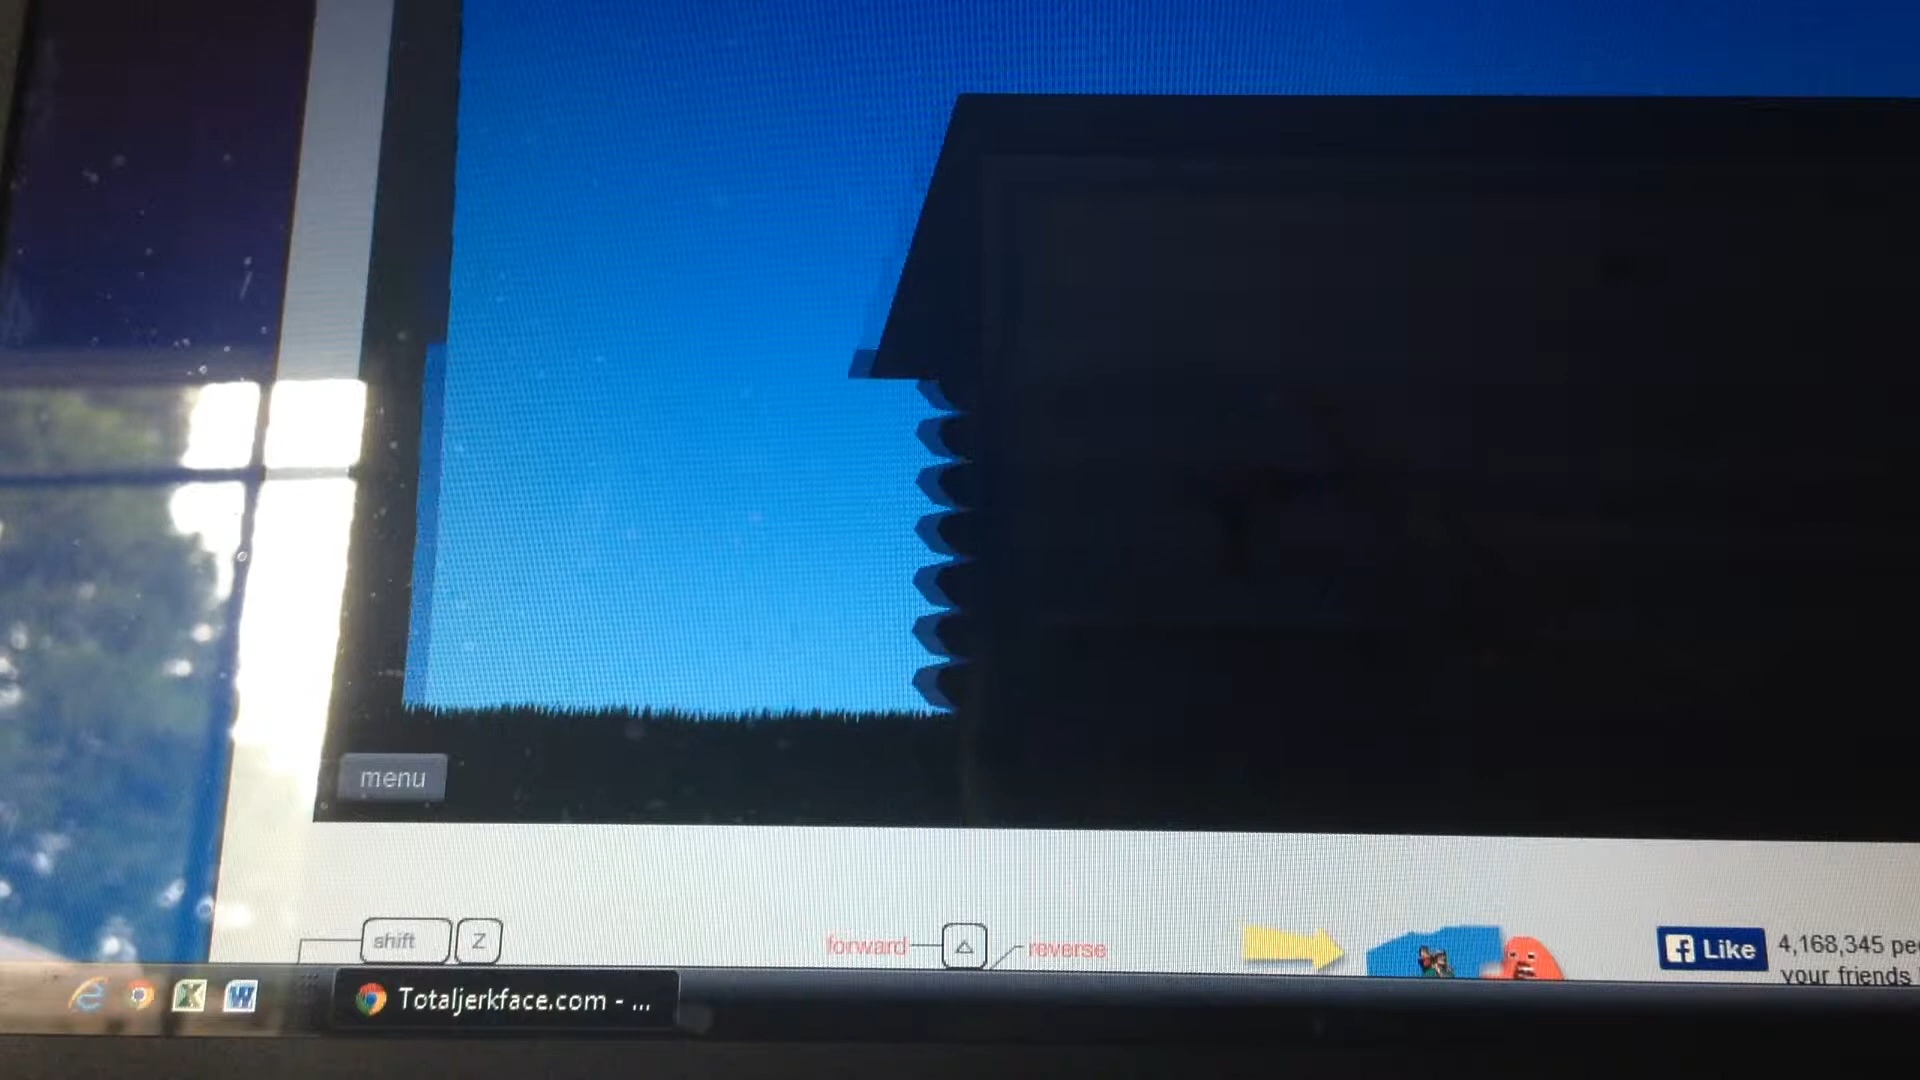 menu
shift Z
forward reverse
Like 4,168,345
your friends
Totaljerkface.com - ...